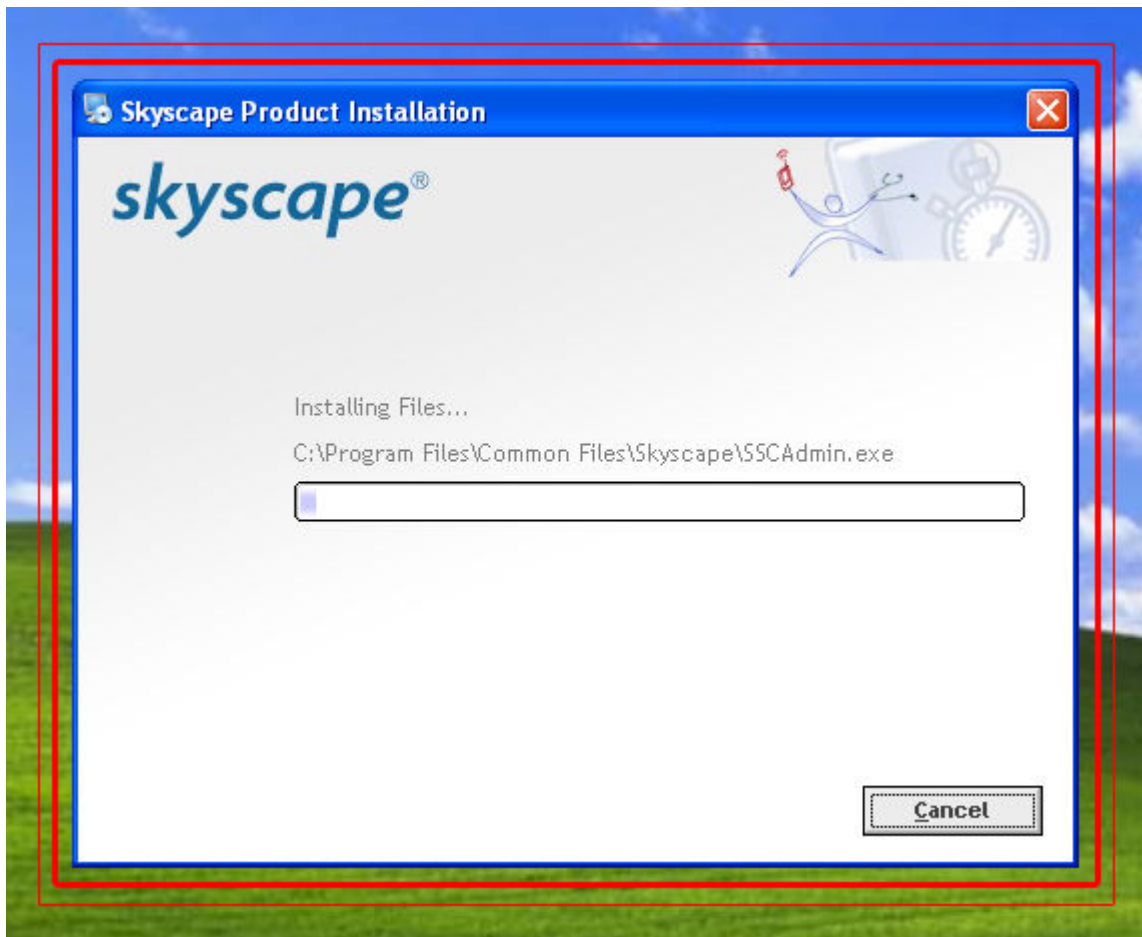 Skyscape Product Installation
skyscape®
Installing Files...
C:\Program Files\Common Files\Skyscape\SSCAdmin.exe
Cancel